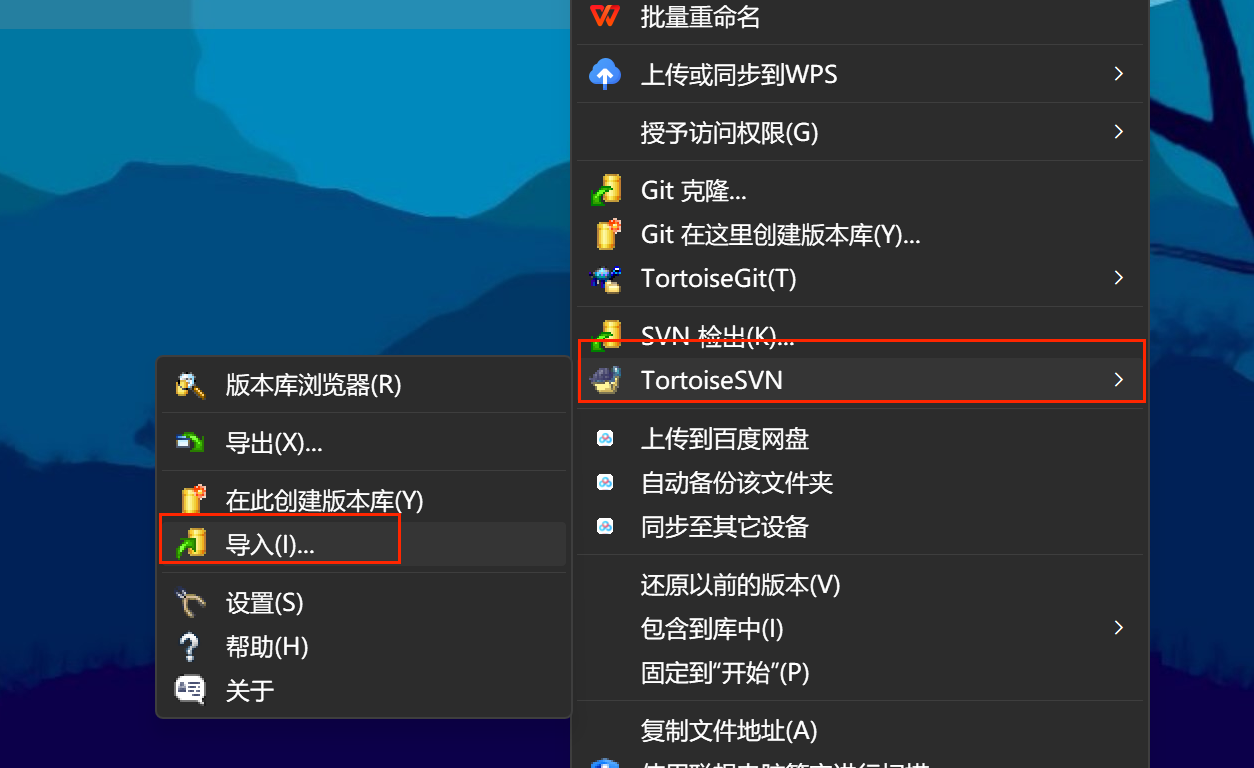 批量重命名
上传或同步到WPS
授予访问权限(G)
Git 克隆...
Git 在这里创建版本库(Y)...
TortoiseGit(T)
SVN 检出(K)...
TortoiseSVN
上传到百度网盘
自动备份该文件夹
同步至其它设备
还原以前的版本(V)
包含到库中(I)
固定到“开始”(P)
复制文件地址(A)
版本库浏览器(R)
导出(X)...
在此创建版本库(Y)
导入(I)...
设置(S)
帮助(H)
关于